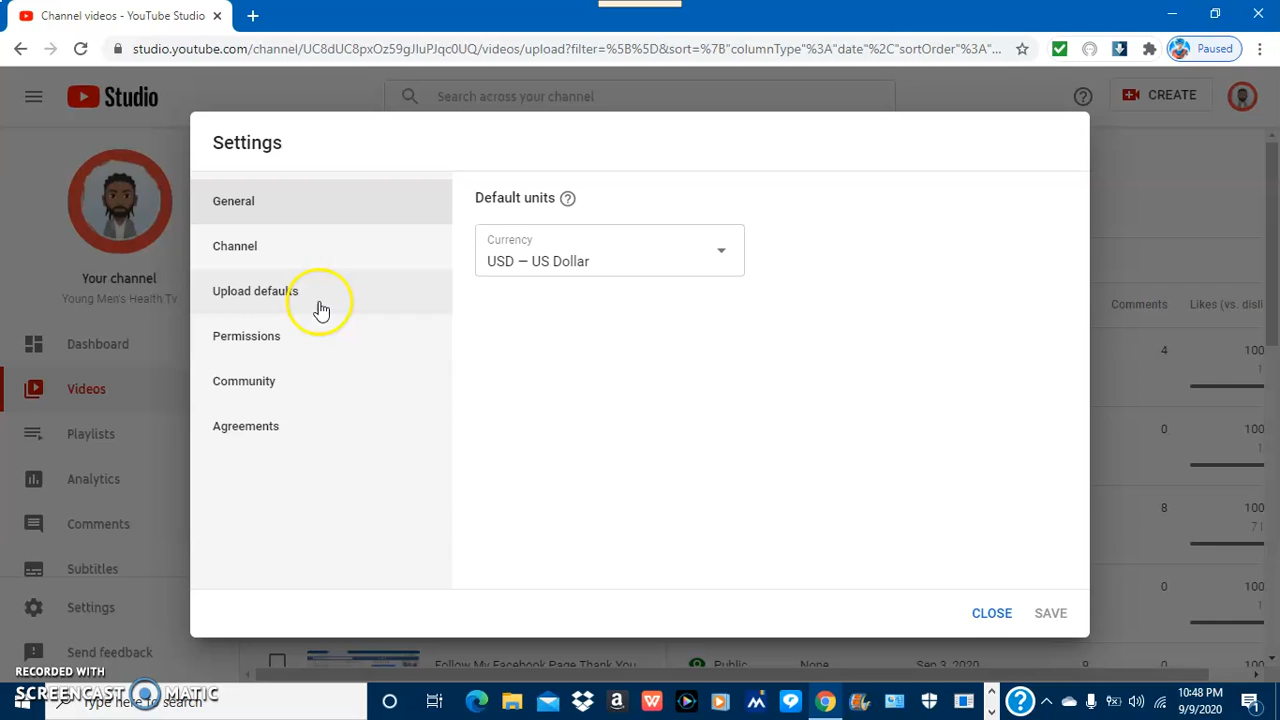 Channel videos - YouTube Studio
studio.youtube.com/channel/UC8dUC8pxOz59gJluPJIqc0UQ/videos/upload?filter=%5B%5D&sort=%7B"columnType"%3A"date"%2C"sortOrder"%3A"...
Paused
Studio
Search across your channel
CREATE
Settings
General
Channel
Upload defaults
Permissions
Community
Agreements
Default units
Currency
USD — US Dollar
CLOSE
SAVE
Your channel
Young Men's Health Tv
Dashboard
Videos
Playlists
Analytics
Comments
Subtitles
Settings
Send feedback
Comments
Likes (vs. disli
4
100
0
100
8
100
71
0
100
Follow My Facebook Page Thank You
Public
None
Sep 3, 2020
9
0
100
RECORDED WITH
SCREENCAST MATIC
Type here to search
10:48 PM
9/9/2020